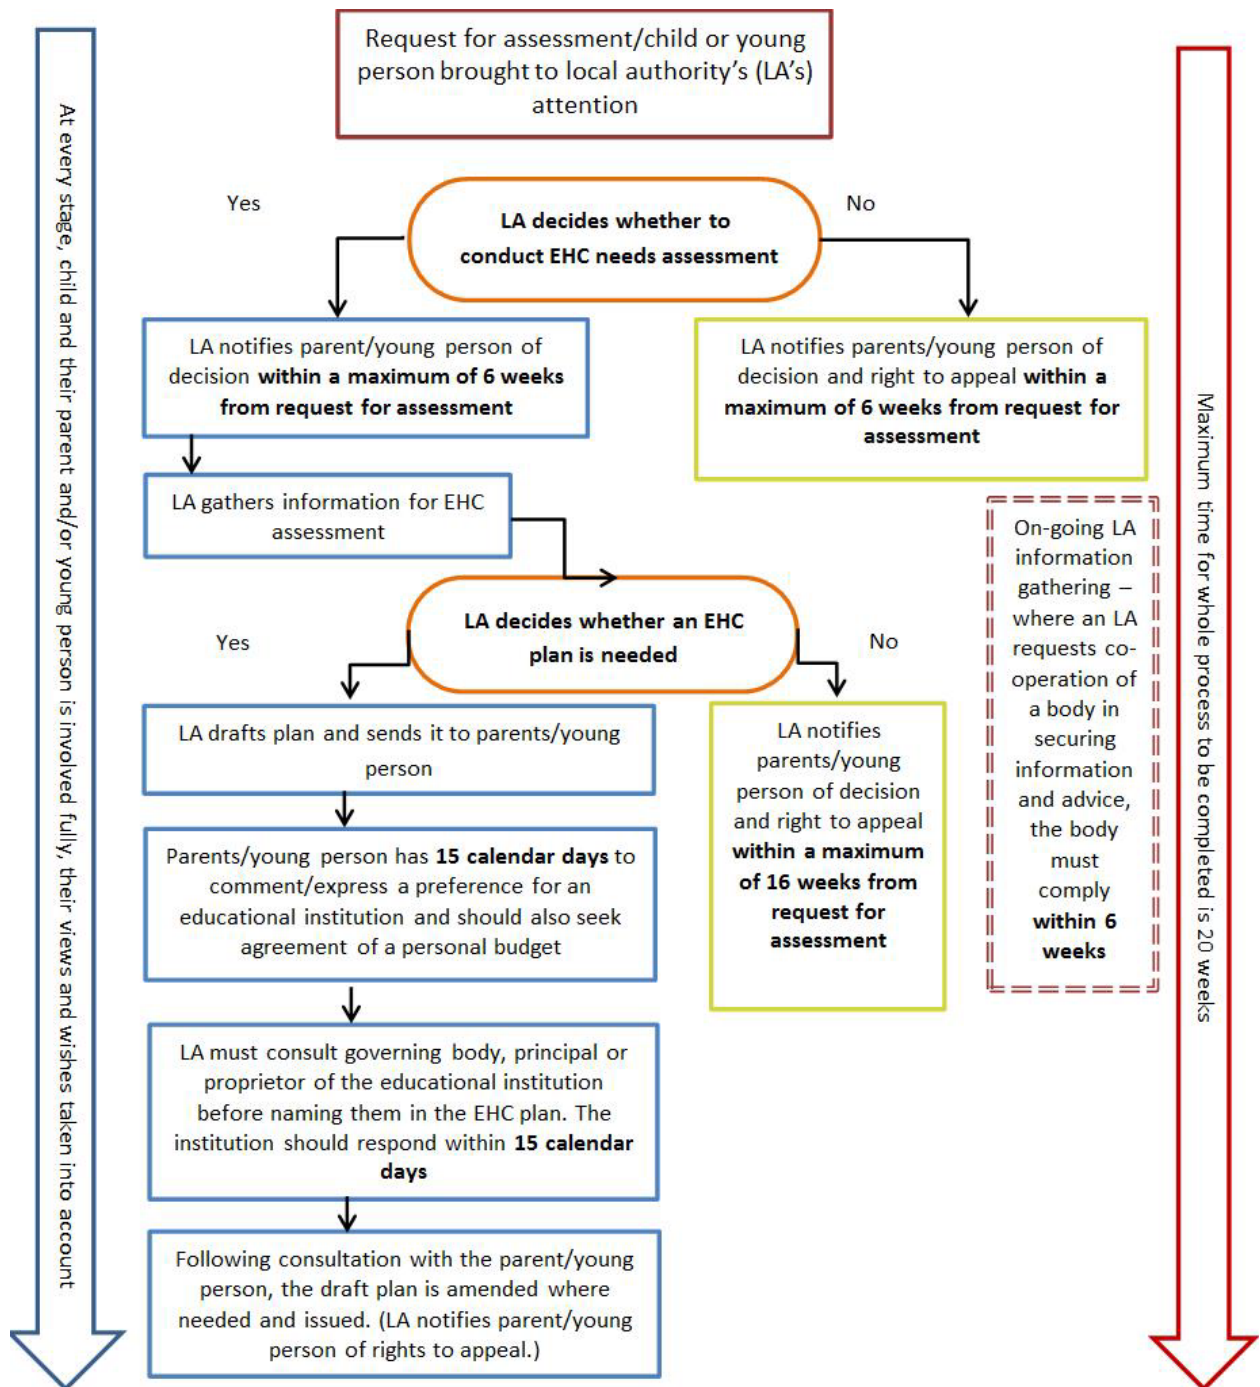 Request for assessment/child or young
person brought to local authority's (LA's)
attention
At every stage, child and their parent and/or young person is involved fully, their views and wishes taken into account
Maximum time for whole process to be completed is 20 weeks
Yes
LA decides whether to
conduct EHC needs assessment
No
LA notifies parent/young person of
decision within a maximum of 6 weeks
from request for assessment
LA notifies parents/young person of
decision and right to appeal within a
maximum of 6 weeks from request for
assessment
LA gathers information for EHC
assessment
On-going LA
information
gathering –
where an LA
requests co-
operation of
a body in
securing
information
and advice,
the body
must
comply
within 6
weeks
Yes
LA decides whether an EHC
plan is needed
No
LA drafts plan and sends it to parents/young
person
LA notifies
parents/young
person of decision
and right to appeal
within a maximum
of 16 weeks from
request for
assessment
Parents/young person has 15 calendar days to
comment/express a preference for an
educational institution and should also seek
agreement of a personal budget
LA must consult governing body, principal or
proprietor of the educational institution
before naming them in the EHC plan. The
institution should respond within 15 calendar
days
Following consultation with the parent/young
person, the draft plan is amended where
needed and issued. (LA notifies parent/young
person of rights to appeal.)